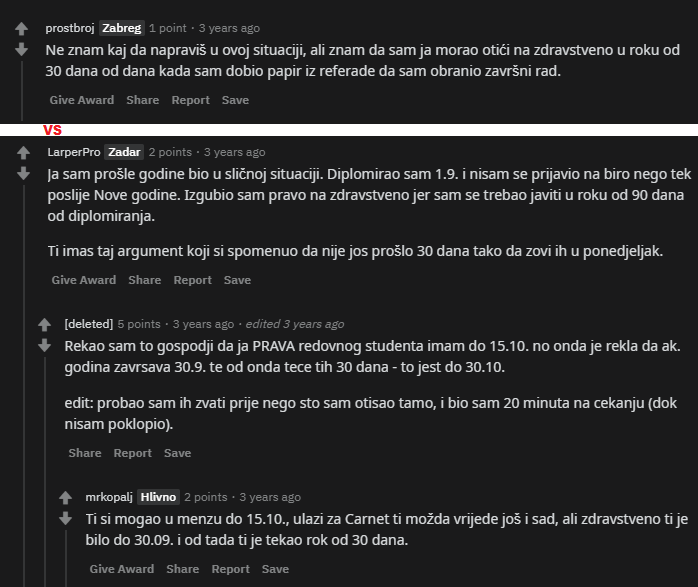 prostbroj Zabreg 1 point · 3 years ago
Ne znam kaj da napraviš u ovoj situaciji, ali znam da sam ja morao otići na zdravstveno u roku od
30 dana od dana kada sam dobio papir iz referade da sam obranio završni rad.
Give Award Share Report Save
vs
LarperPro Zadar 2 points · 3 years ago
Ja sam prošle godine bio u sličnoj situaciji. Diplomirao sam 1.9. i nisam se prijavio na biro nego tek
poslije Nove godine. Izgubio sam pravo na zdravstveno jer sam se trebao javiti u roku od 90 dana
od diplomiranja.
Ti imas taj argument koji si spomenuo da nije jos prošlo 30 dana tako da zovi ih u ponedjeljak.
Give Award Share Report Save
[deleted] 5 points · 3 years ago · edited 3 years ago
Rekao sam to gospodji da ja PRAVA redovnog studenta imam do 15.10. no onda je rekla da ak.
godina zavrsava 30.9. te od onda tece tih 30 dana - to jest do 30.10.
edit: probao sam ih zvati prije nego sto sam otisao tamo, i bio sam 20 minuta na cekanju (dok
nisam poklopio).
Share Report Save
mrkopalj Hlivno 2 points · 3 years ago
Ti si mogao u menzu do 15.10., ulazi za Carnet ti možda vrijede još i sad, ali zdravstveno ti je
bilo do 30.09. i od tada ti je tekao rok od 30 dana.
Give Award Share Report Save